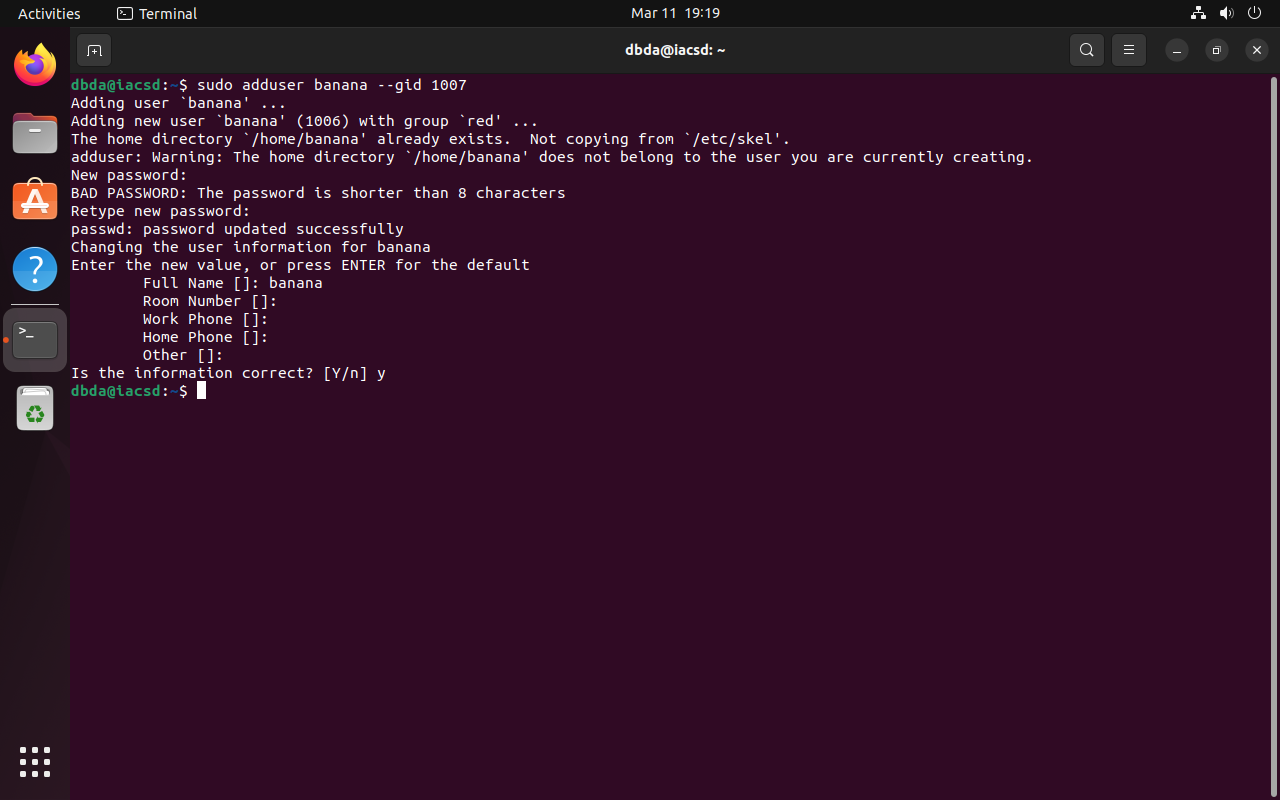 Activities Terminal Mar 11 19:19
dbda@iacsd: ~
dbda@iacsd:~$ sudo adduser banana --gid 1007
Adding user `banana' ...
Adding new user `banana' (1006) with group `red' ...
The home directory `/home/banana' already exists.  Not copying from `/etc/skel'.
adduser: Warning: The home directory `/home/banana' does not belong to the user you are currently creating.
New password:
BAD PASSWORD: The password is shorter than 8 characters
Retype new password:
passwd: password updated successfully
Changing the user information for banana
Enter the new value, or press ENTER for the default
        Full Name []: banana
        Room Number []:
        Work Phone []:
        Home Phone []:
        Other []:
Is the information correct? [Y/n] y
dbda@iacsd:~$